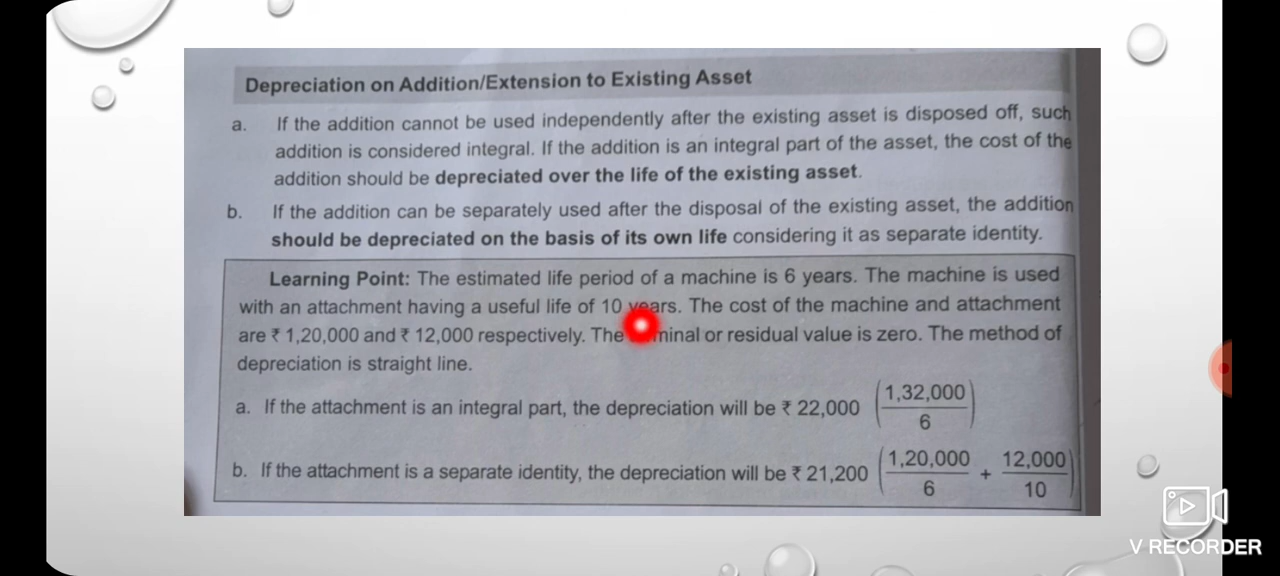 Depreciation on Addition/Extension to Existing Asset
a. If the addition cannot be used independently after the existing asset is disposed off, such
addition is considered integral. If the addition is an integral part of the asset, the cost of the
addition should be depreciated over the life of the existing asset.
b. If the addition can be separately used after the disposal of the existing asset, the addition
should be depreciated on the basis of its own life considering it as separate identity.
Learning Point: The estimated life period of a machine is 6 years. The machine is used
with an attachment having a useful life of 10 years. The cost of the machine and attachment
are ₹ 1,20,000 and ₹ 12,000 respectively. The or residual value is zero. The method of
depreciation is straight line.
a. If the attachment is an integral part, the depreciation will be ₹ 22,000 (1,32,000/6)
b. If the attachment is a separate identity, the depreciation will be ₹ 21,200 (1,20,000/6 + 12,000/10)
V RECORDER